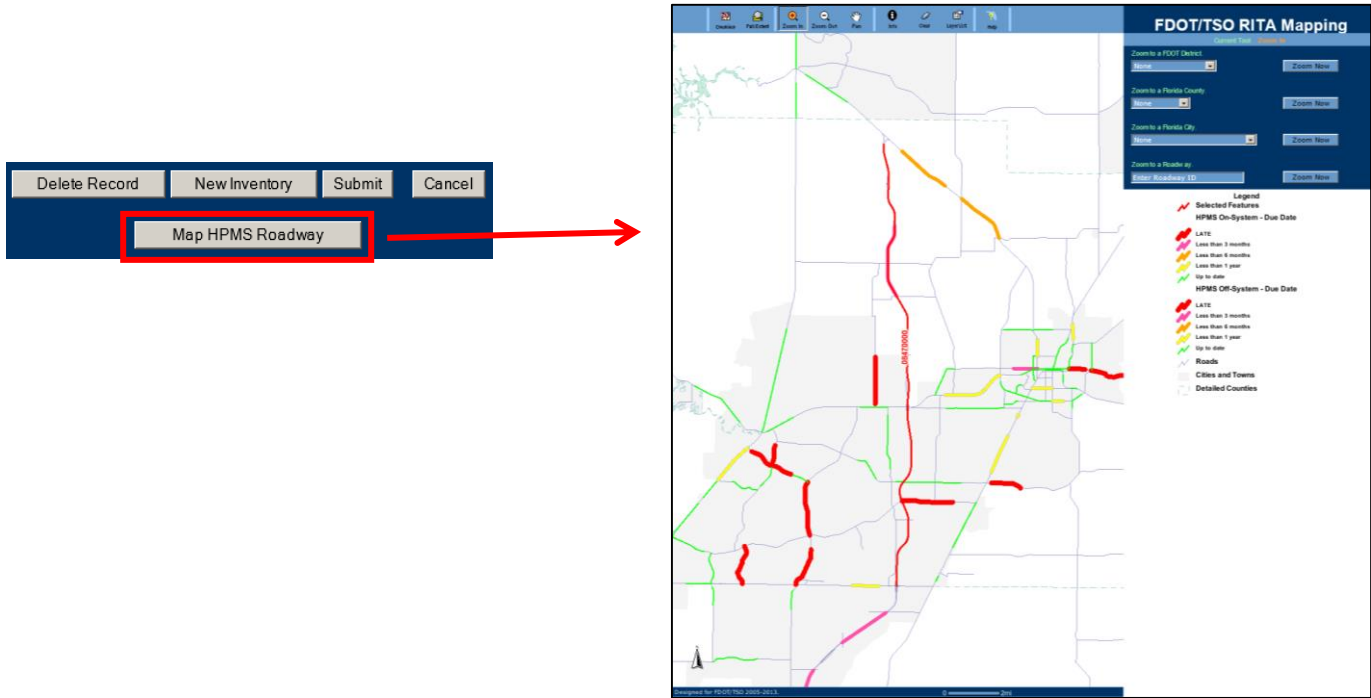 Delete Record New Inventory Submit Cancel
Map HPMS Roadway
Full Extent Zoom In Zoom Out Pan Info Clear Layer List Help
FDOT/TSO RITA Mapping
Current Tool: Zoom In
Zoom to a FDOT District.
None Zoom Now
Zoom to a Florida County.
None Zoom Now
Zoom to a Florida City.
None Zoom Now
Zoom to a Roadway.
Enter Roadway ID Zoom Now
Legend
Selected Features
HPMS On-System - Due Date
LATE
Less than 3 months
Less than 6 months
Less than 1 year
Up to date
HPMS Off-System - Due Date
LATE
Less than 3 months
Less than 6 months
Less than 1 year
Up to date
Roads
Cities and Towns
Detailed Counties
08470000
Designed for FDOT/TSO 2005-2013. 0 2mi